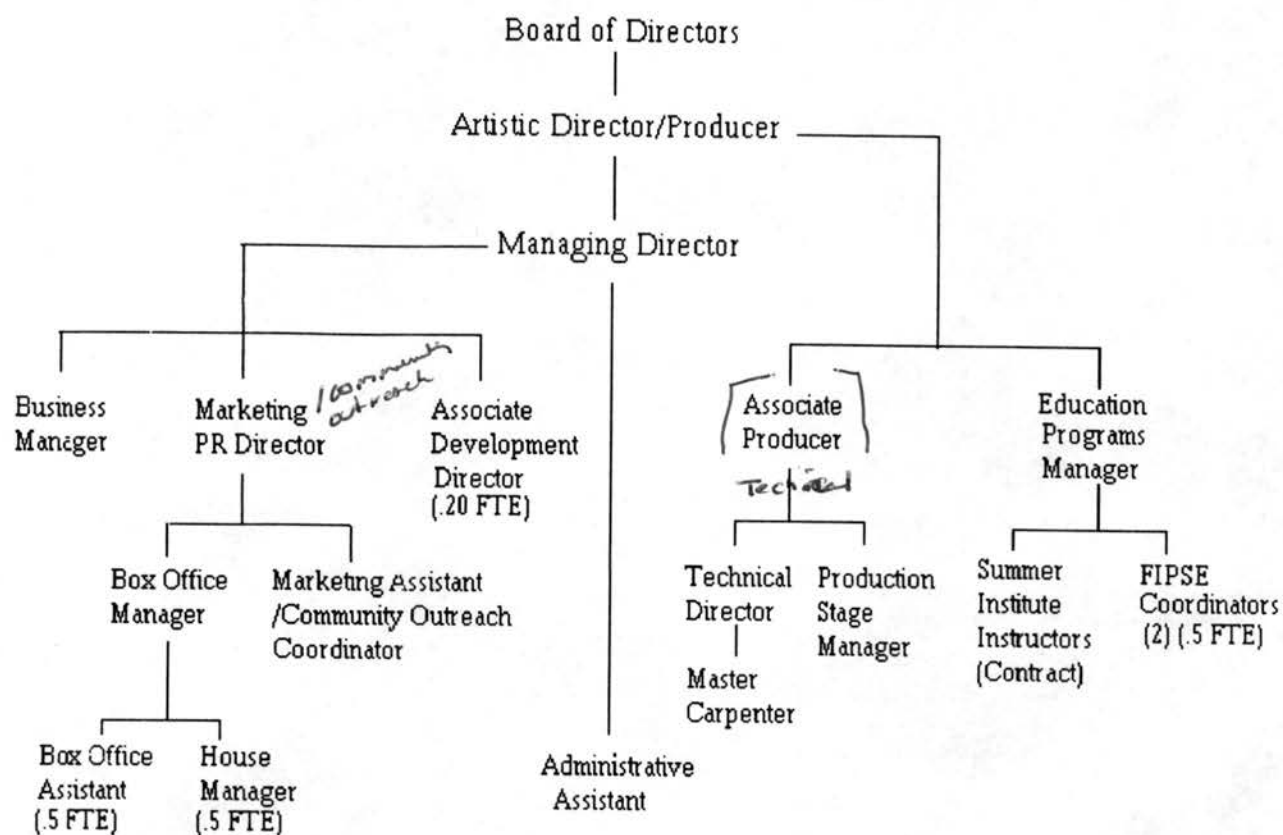 Board of Directors
Artistic Director/Producer
Managing Director
Business
Manager
Marketing
PR Director
/community
outreach
Associate
Development
Director
(.20 FTE)
Associate
Producer
Technical
Education
Programs
Manager
Box Office
Manager
Marketing Assistant
/Community Outreach
Coordinator
Technical
Director
Production
Stage
Manager
Summer
Institute
Instructors
(Contract)
FIPSE
Coordinators
(2) (.5 FTE)
Master
Carpenter
Box Office
Assistant
(.5 FTE)
House
Manager
(.5 FTE)
Administrative
Assistant